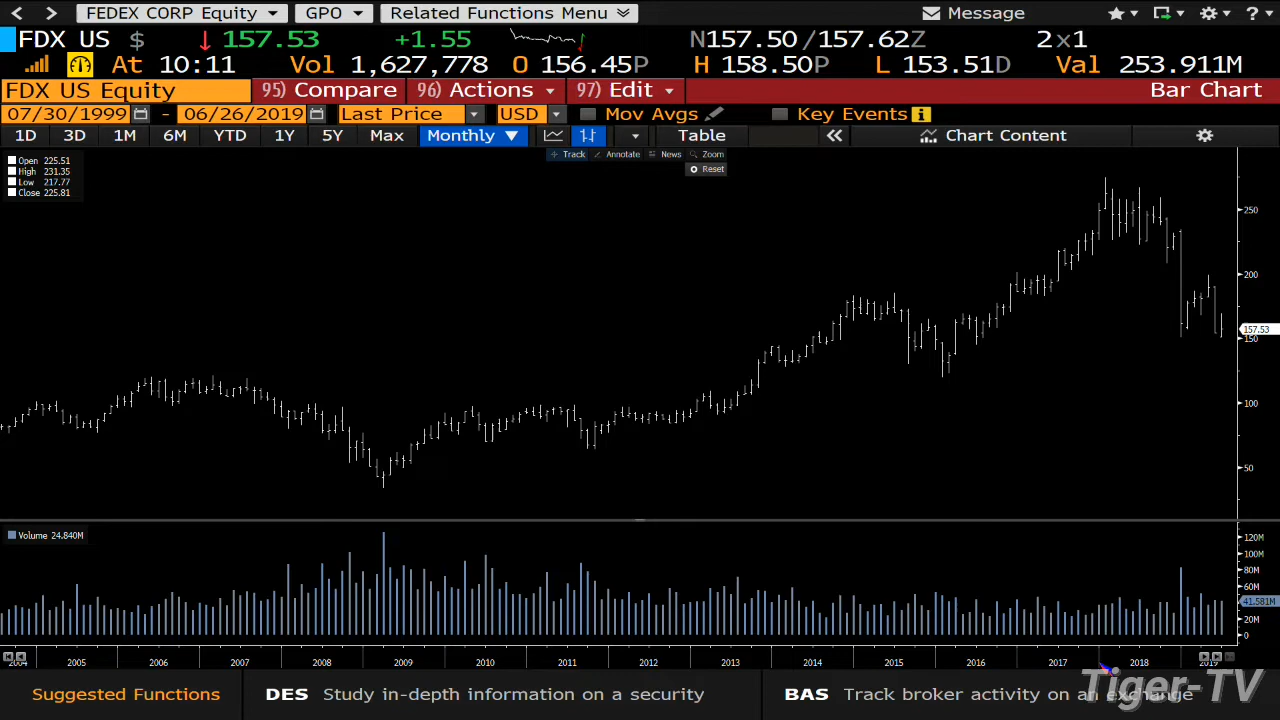 FEDEX CORP Equity GPO Related Functions Menu Message
FDX US $ ↓ 157.53 +1.55 N157.50 /157.62Z 2x1
At 10:11 Vol 1,627,778 O 156.45P H 158.50P L 153.51D Val 253.911M
FDX US Equity 95) Compare 96) Actions 97) Edit Bar Chart
07/30/1999 - 06/26/2019 Last Price USD Mov Avgs Key Events
1D 3D 1M 6M YTD 1Y 5Y Max Monthly ▼ Table « Chart Content
Track Annotate News Zoom
Reset
Open 225.51
High 231.35
Low 217.77
Close 225.81
250
200
157.53
150
100
50
Volume 24.840M
120M
100M
80M
60M
41.581M
20M
0
2004 2005 2006 2007 2008 2009 2010 2011 2012 2013 2014 2015 2016 2017 2018 2019
Suggested Functions DES Study in-depth information on a security BAS Track broker activity on an exchange
Tiger-TV